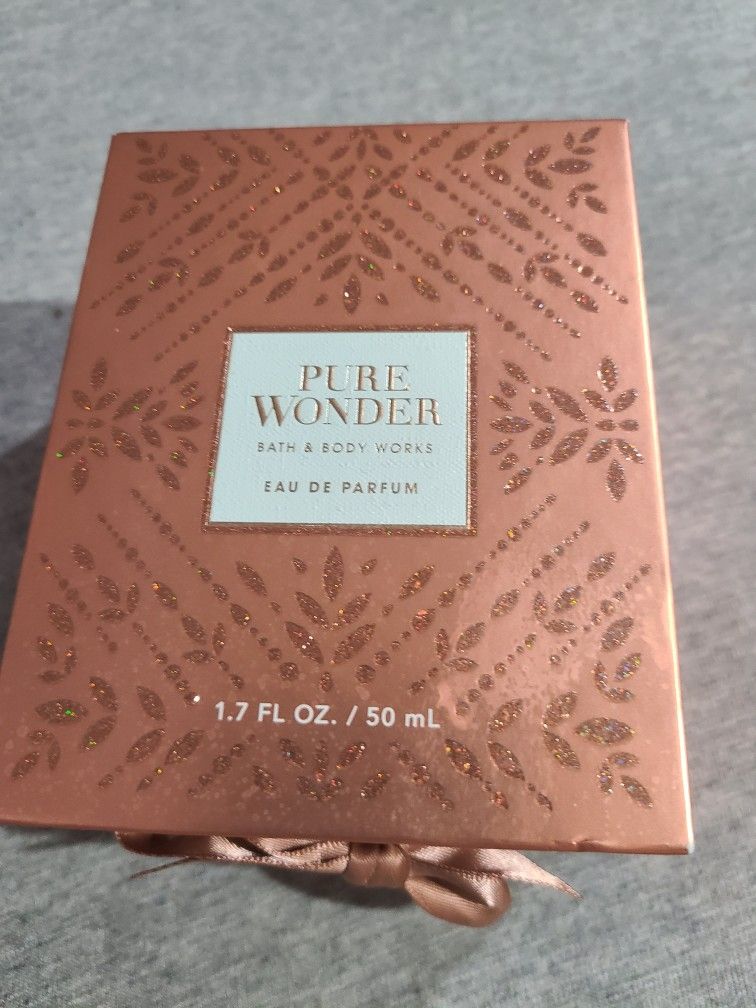 PURE
WONDER
BATH & BODY WORKS
EAU DE PARFUM
1.7 FL OZ. / 50 mL